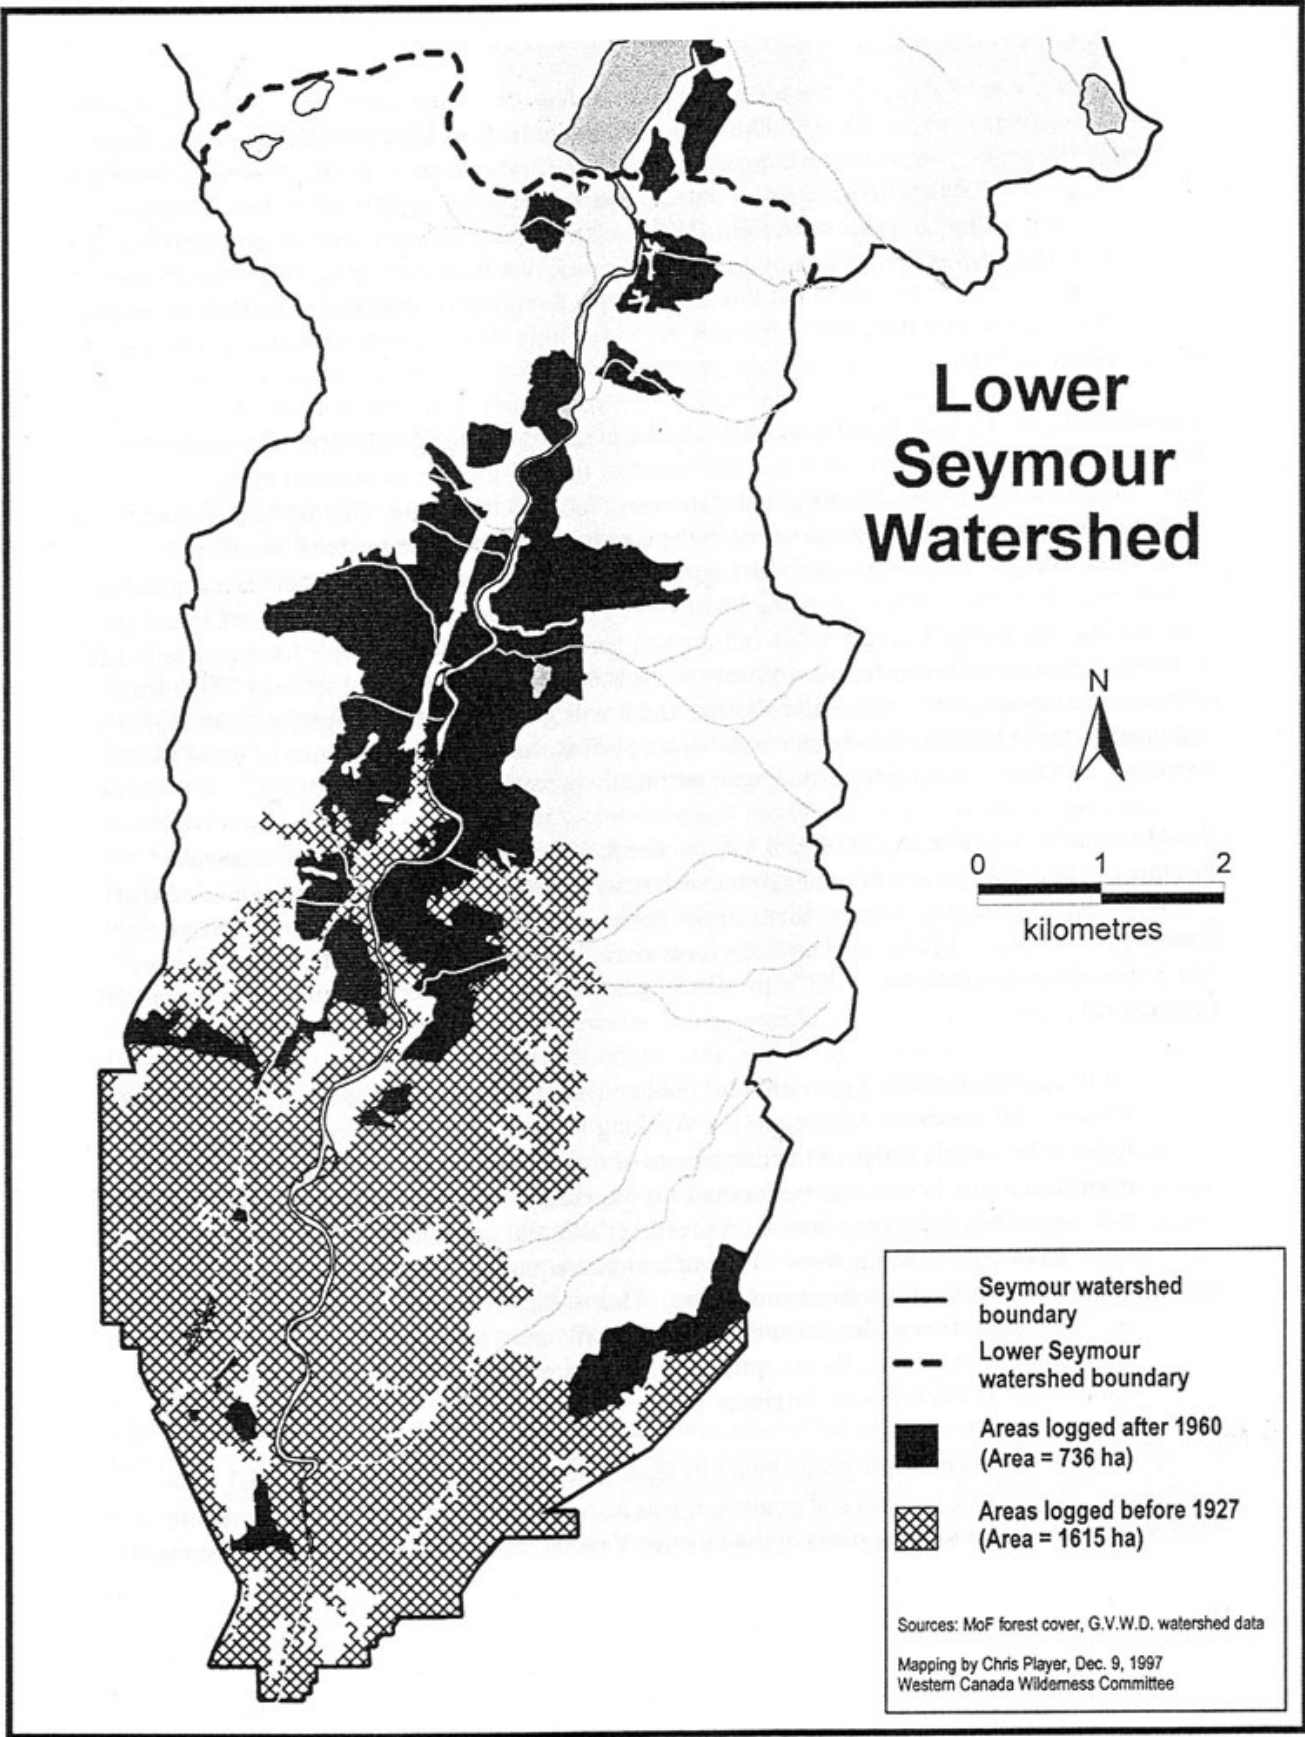 Lower
Seymour
Watershed
N
0 1 2
kilometres
Seymour watershed
boundary
Lower Seymour
watershed boundary
Areas logged after 1960
(Area = 736 ha)
Areas logged before 1927
(Area = 1615 ha)
Sources: MoF forest cover, G.V.W.D. watershed data
Mapping by Chris Player, Dec. 9, 1997
Western Canada Wilderness Committee